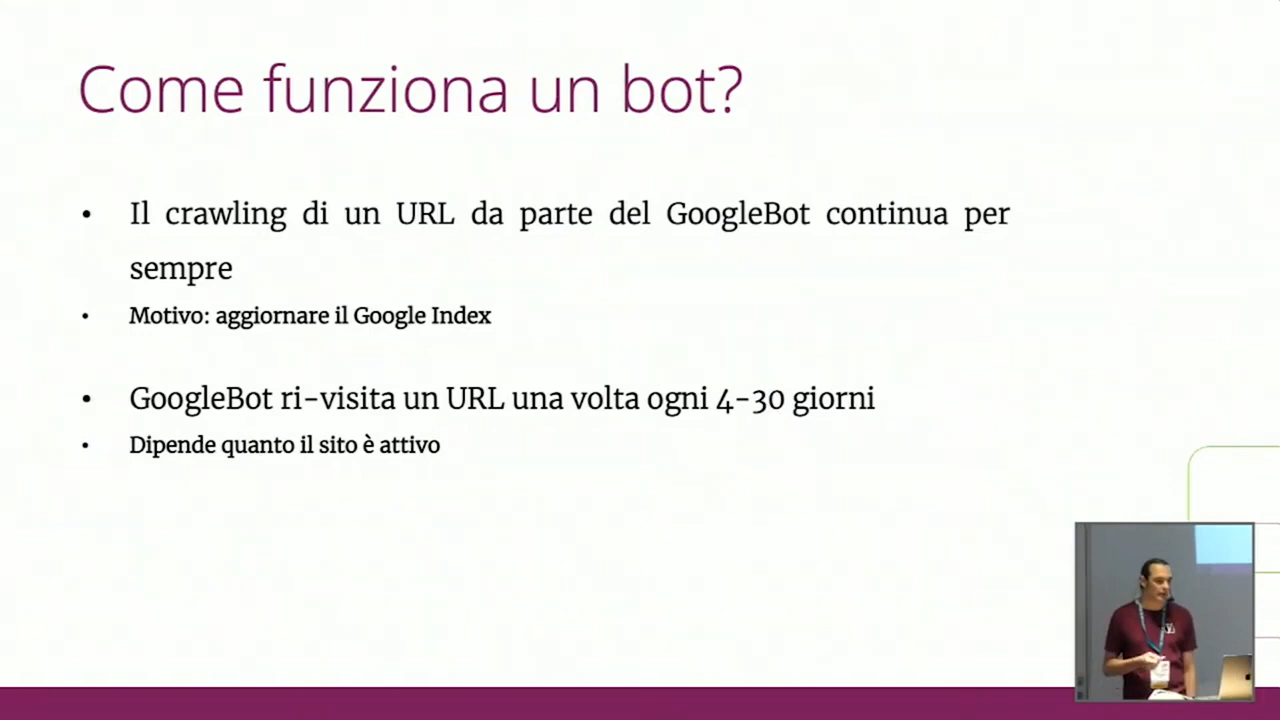 Come funziona un bot?
• Il crawling di un URL da parte del GoogleBot continua per
sempre
• Motivo: aggiornare il Google Index
• GoogleBot ri-visita un URL una volta ogni 4-30 giorni
• Dipende quanto il sito è attivo